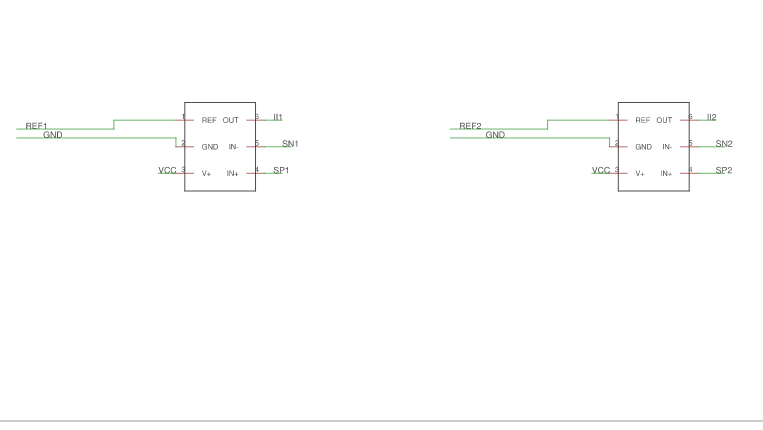 1 REF OUT 6 II1
REF1
GND
2 GND IN- 5 SN1
VCC 3 V+ IN+ 4 SP1
1 REF OUT 6 II2
REF2
GND
2 GND IN- 5 SN2
VCC 3 V+ IN+ 4 SP2